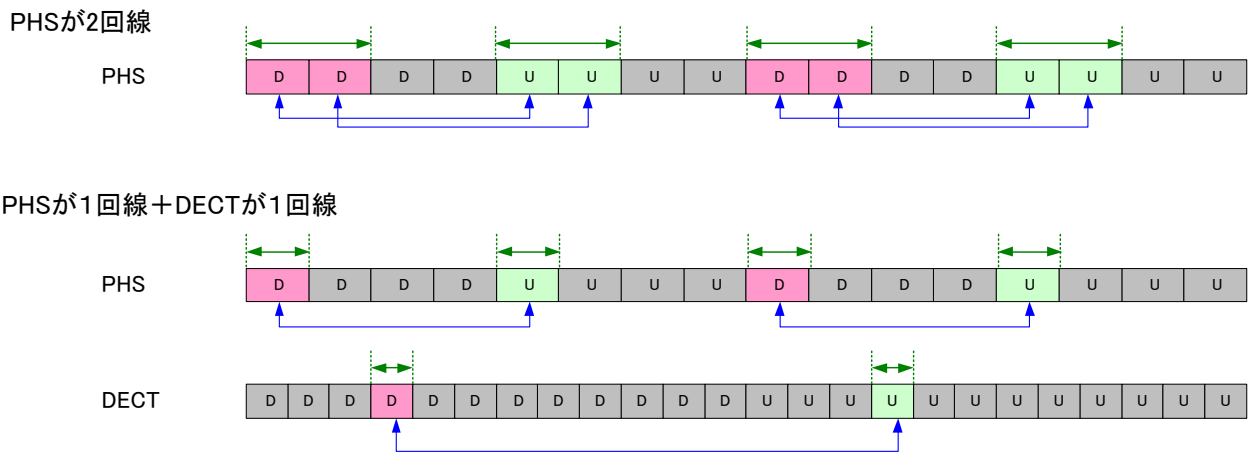 PHSが2回線
PHS D D D D U U U U D D D D U U U U
PHSが１回線＋DECTが１回線
PHS D D D D U U U U D D D D U U U U
DECT D D D D D D D D D D D D U U U U U U U U U U U U